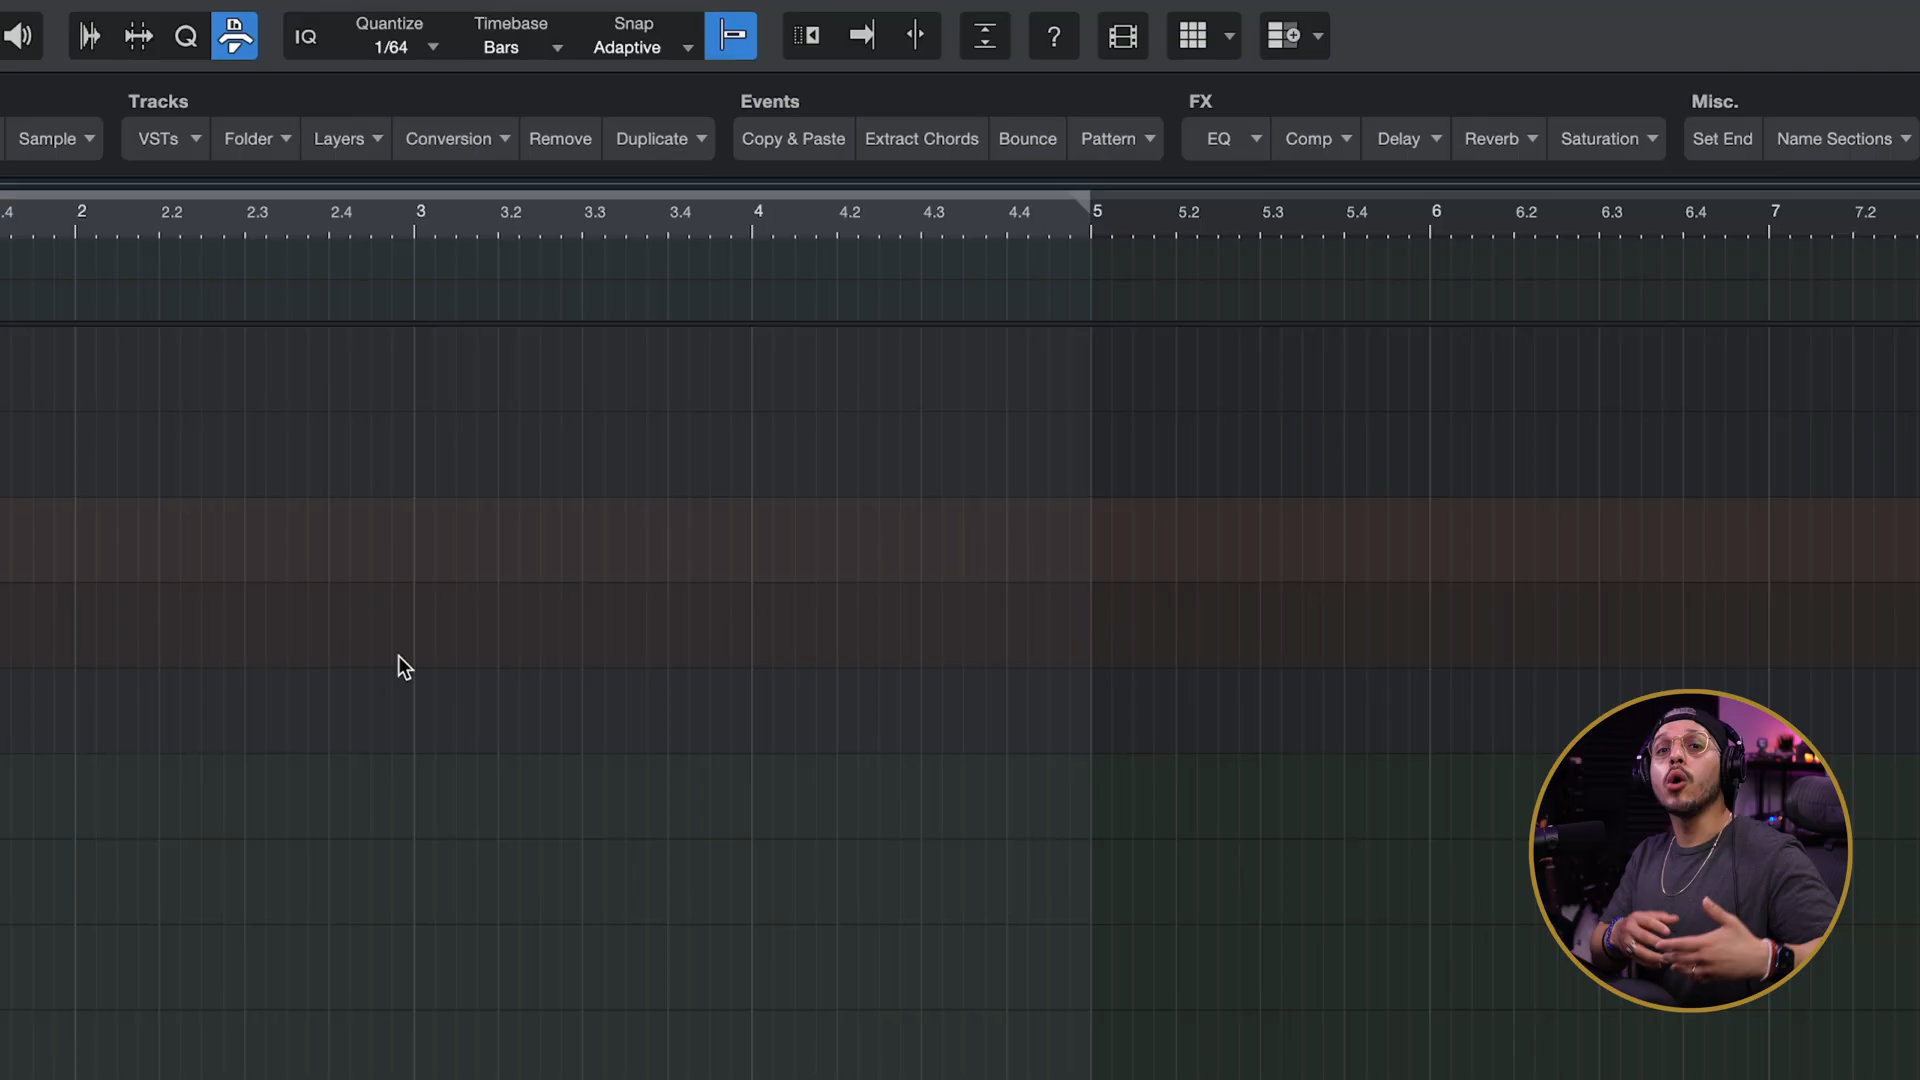 Quantize Timebase Snap
IQ 1/64 Bars Adaptive ?
Q
Tracks Events FX Misc.
Sample VSTs Folder Layers Conversion Remove Duplicate Copy & Paste Extract Chords Bounce Pattern EQ Comp Delay Reverb Saturation Set End Name Sections
.4 2 2.2 2.3 2.4 3 3.2 3.3 3.4 4 4.2 4.3 4.4 5 5.2 5.3 5.4 6 6.2 6.3 6.4 7 7.2